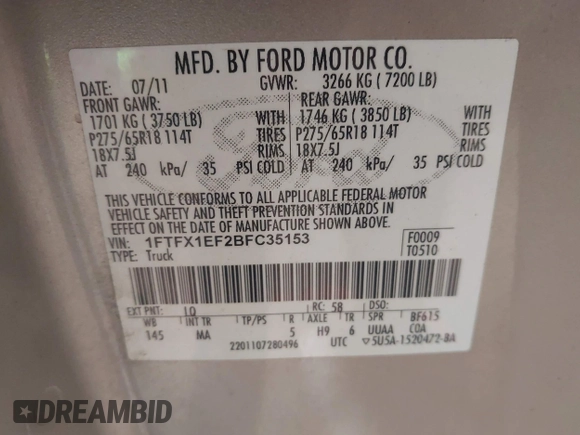 MFD. BY FORD MOTOR CO.
DATE: 07/11 GVWR: 3266 KG ( 7200 LB)
FRONT GAWR: REAR GAWR:
1701 KG ( 3750 LB) WITH 1746 KG ( 3850 LB) WITH
P275/65R18 114T TIRES P275/65R18 114T TIRES
18X7.5J RIMS 18X7.5J RIMS
AT 240 kPa/ 35 PSI COLD AT 240 kPa/ 35 PSI COLD
THIS VEHICLE CONFORMS TO ALL APPLICABLE FEDERAL MOTOR
VEHICLE SAFETY AND THEFT PREVENTION STANDARDS IN
EFFECT ON THE DATE OF MANUFACTURE SHOWN ABOVE.
VIN: 1FTFX1EF2BFC35153 F0009
TYPE: Truck T0510
EXT PNT: LQ RC: 58 DSO:
WB INT TR TP/PS R AXLE TR SPR BF615
145 MA 5 H9 6 UUAA COA
2201107280496 UTC ▽5U5A-1520472-BA
DREAMBID